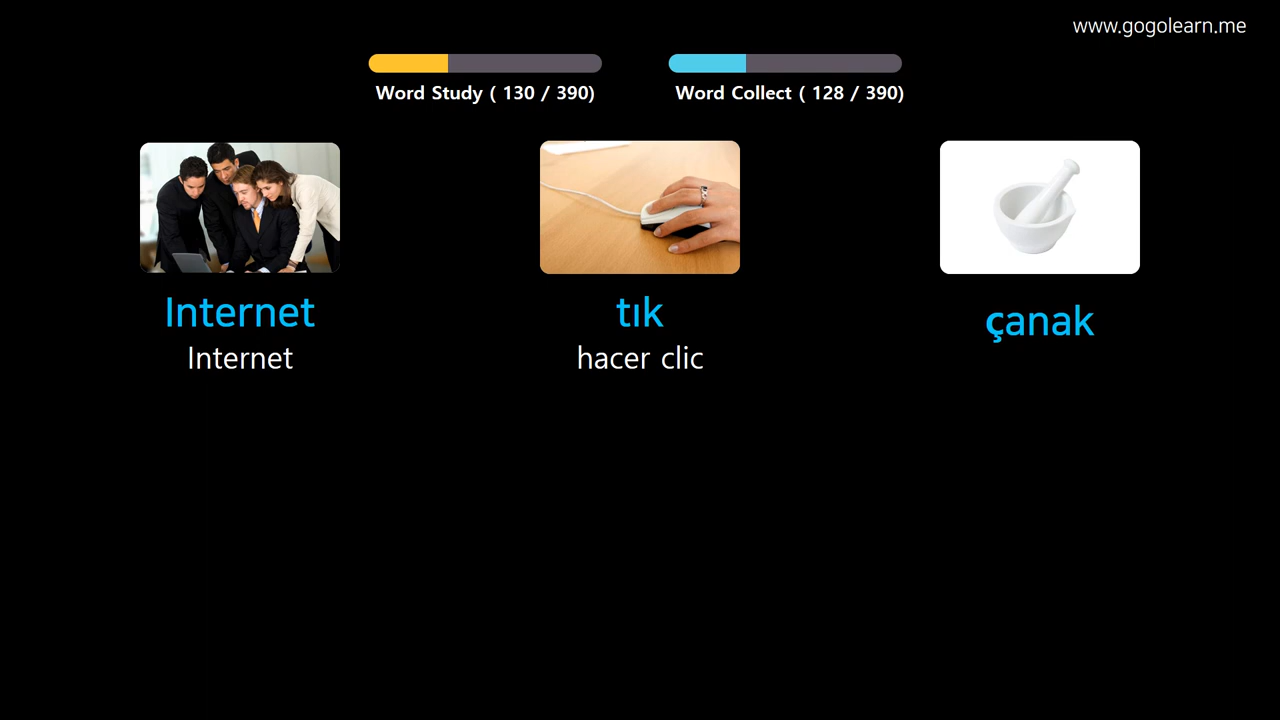 www.gogolearn.me
Word Study ( 130 / 390)
Word Collect ( 128 / 390)
Internet
Internet
tık
hacer clic
çanak